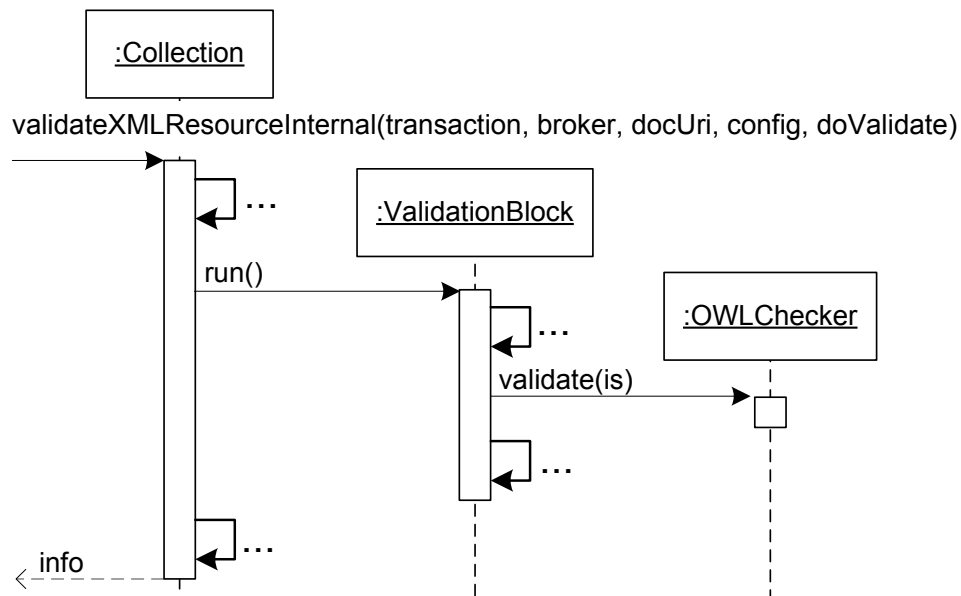 :Collection
validateXMLResourceInternal(transaction, broker, docUri, config, doValidate)
...
:ValidationBlock
run()
...
:OWLChecker
validate(is)
...
...
info